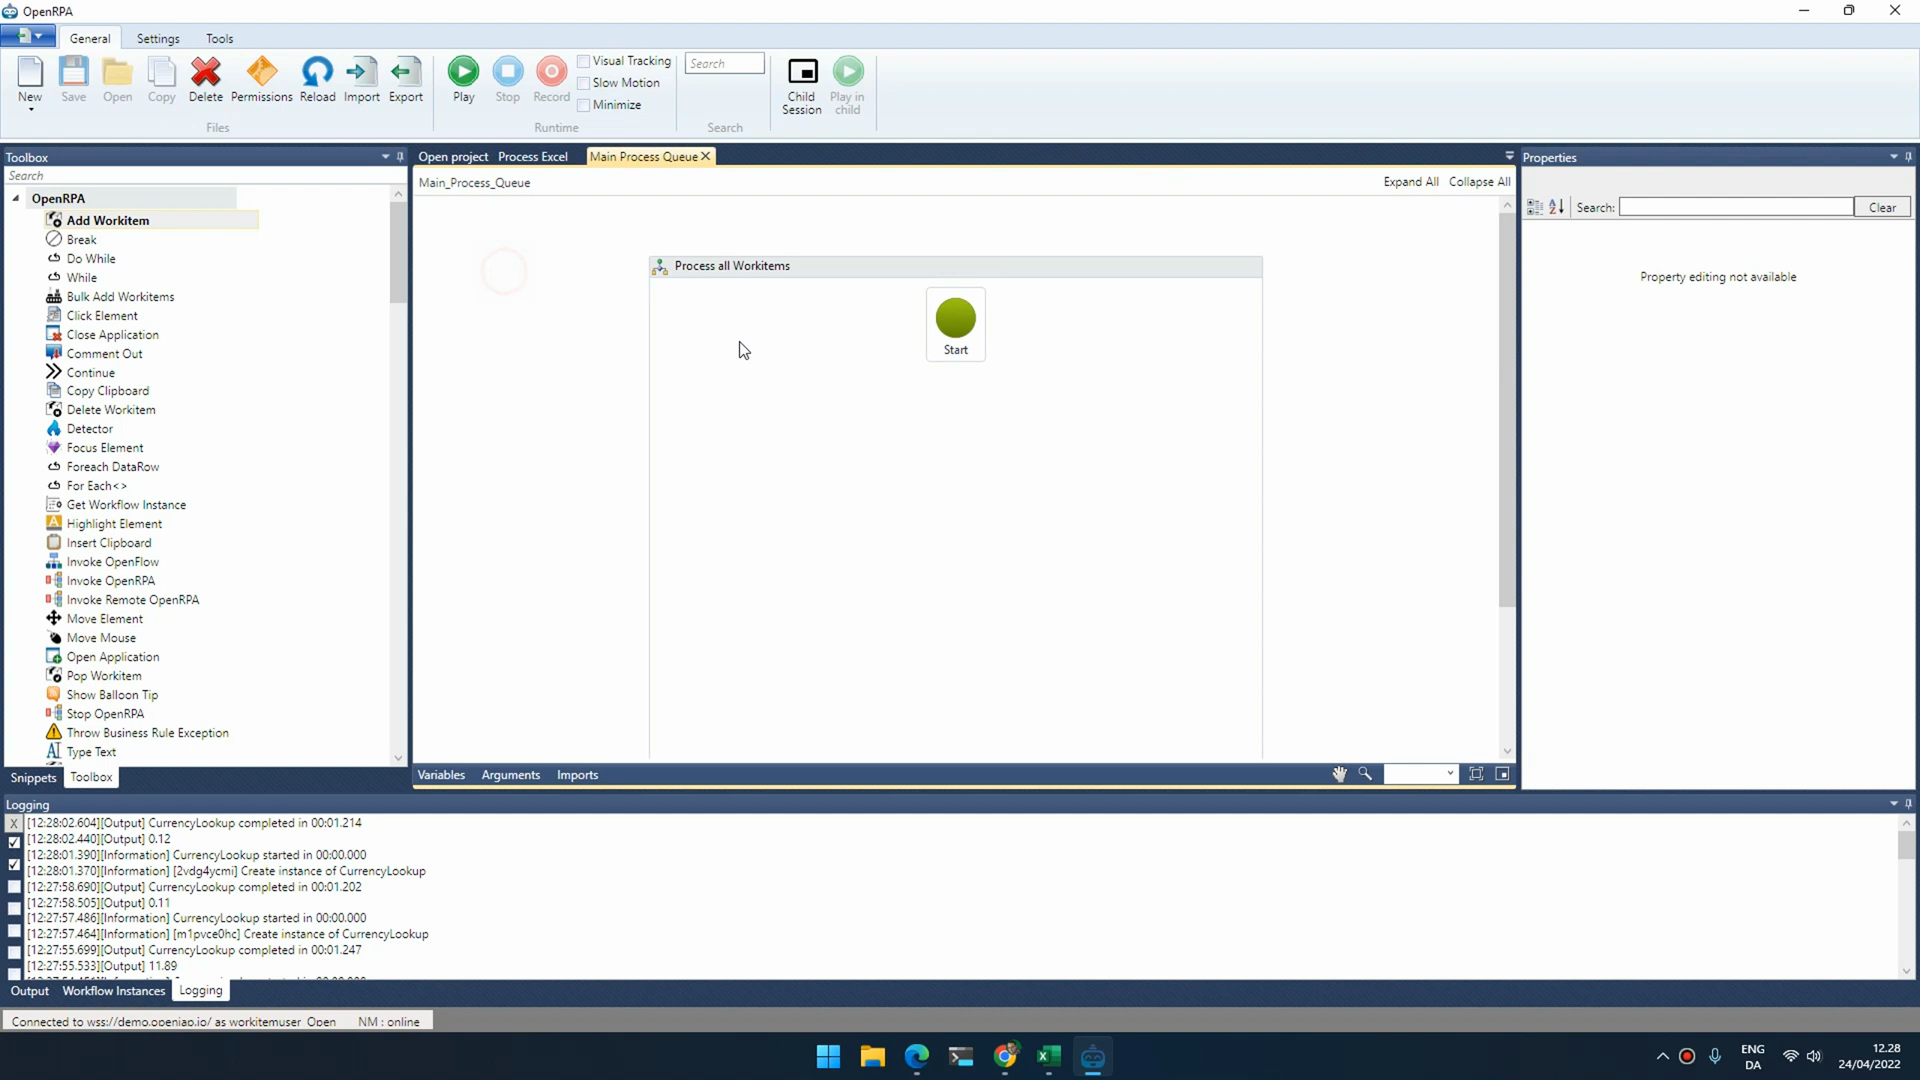 OpenRPA
General Settings Tools
New Save Open Copy Delete Permissions Reload Import Export
Files
Play Stop Record
Visual Tracking
Slow Motion
Minimize
Runtime
Search
Search
Child Session
Play in child
Toolbox
Search
OpenRPA
Add Workitem
Break
Do While
While
Bulk Add Workitems
Click Element
Close Application
Comment Out
Continue
Copy Clipboard
Delete Workitem
Detector
Focus Element
Foreach DataRow
For Each<>
Get Workflow Instance
Highlight Element
Insert Clipboard
Invoke OpenFlow
Invoke OpenRPA
Invoke Remote OpenRPA
Move Element
Move Mouse
Open Application
Pop Workitem
Show Balloon Tip
Stop OpenRPA
Throw Business Rule Exception
Type Text
Snippets Toolbox
Open project Process Excel Main Process Queue
Main_Process_Queue
Expand All Collapse All
Process all Workitems
Start
Variables Arguments Imports
Properties
Search: Clear
Property editing not available
Logging
X
[12:28:02.604][Output] CurrencyLookup completed in 00:01.214
[12:28:02.440][Output] 0.12
[12:28:01.390][Information] CurrencyLookup started in 00:00.000
[12:28:01.370][Information] [2vdg4ycmi] Create instance of CurrencyLookup
[12:27:58.690][Output] CurrencyLookup completed in 00:01.202
[12:27:58.505][Output] 0.11
[12:27:57.486][Information] CurrencyLookup started in 00:00.000
[12:27:57.464][Information] [m1pvce0hc] Create instance of CurrencyLookup
[12:27:55.699][Output] CurrencyLookup completed in 00:01.247
[12:27:55.533][Output] 11.89
Output Workflow Instances Logging
Connected to wss://demo.openiap.io/ as workitemuser Open NM : online
ENG
DA
12.28
24/04/2022